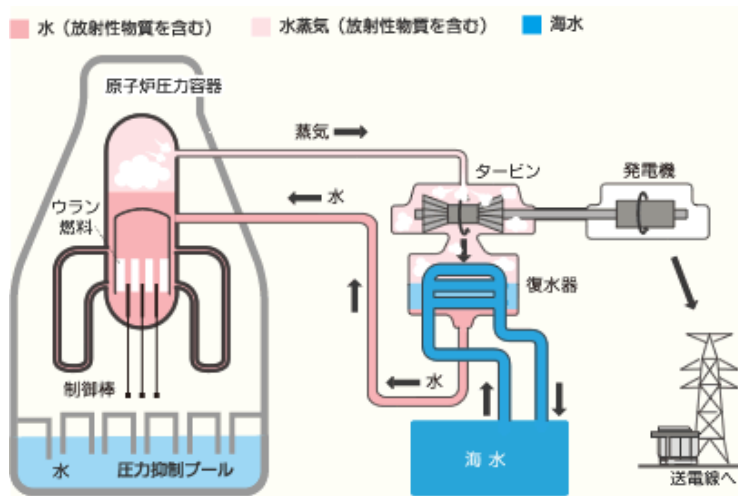 水（放射性物質を含む）
水蒸気（放射性物質を含む）
海水
原子炉圧力容器
蒸気
タービン
発電機
水
ウラン
燃料
復水器
制御棒
水
水
圧力抑制プール
海水
送電線へ